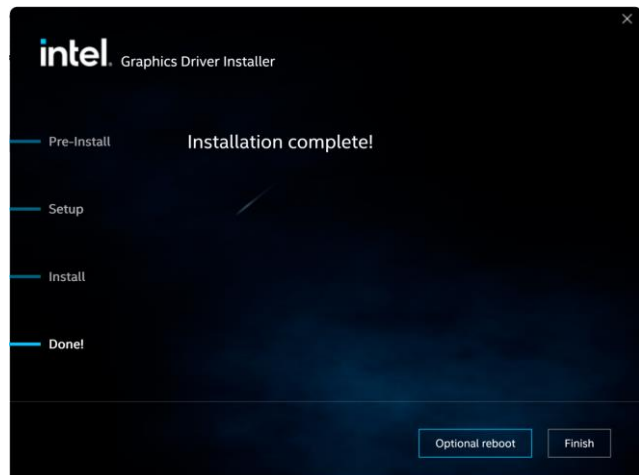 intel. Graphics Driver Installer
Pre-Install
Installation complete!
Setup
Install
Done!
Optional reboot
Finish